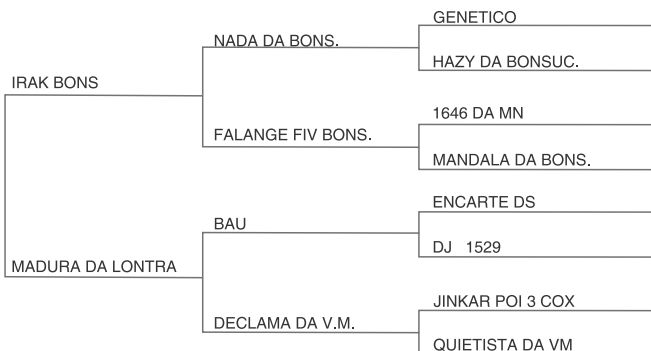 GENETICO
NADA DA BONS.
HAZY DA BONSUC.
IRAK BONS
1646 DA MN
FALANGE FIV BONS.
MANDALA DA BONS.
ENCARTE DS
BAU
DJ 1529
MADURA DA LONTRA
JINKAR POI 3 COX
DECLAMA DA V.M.
QUIETISTA DA VM